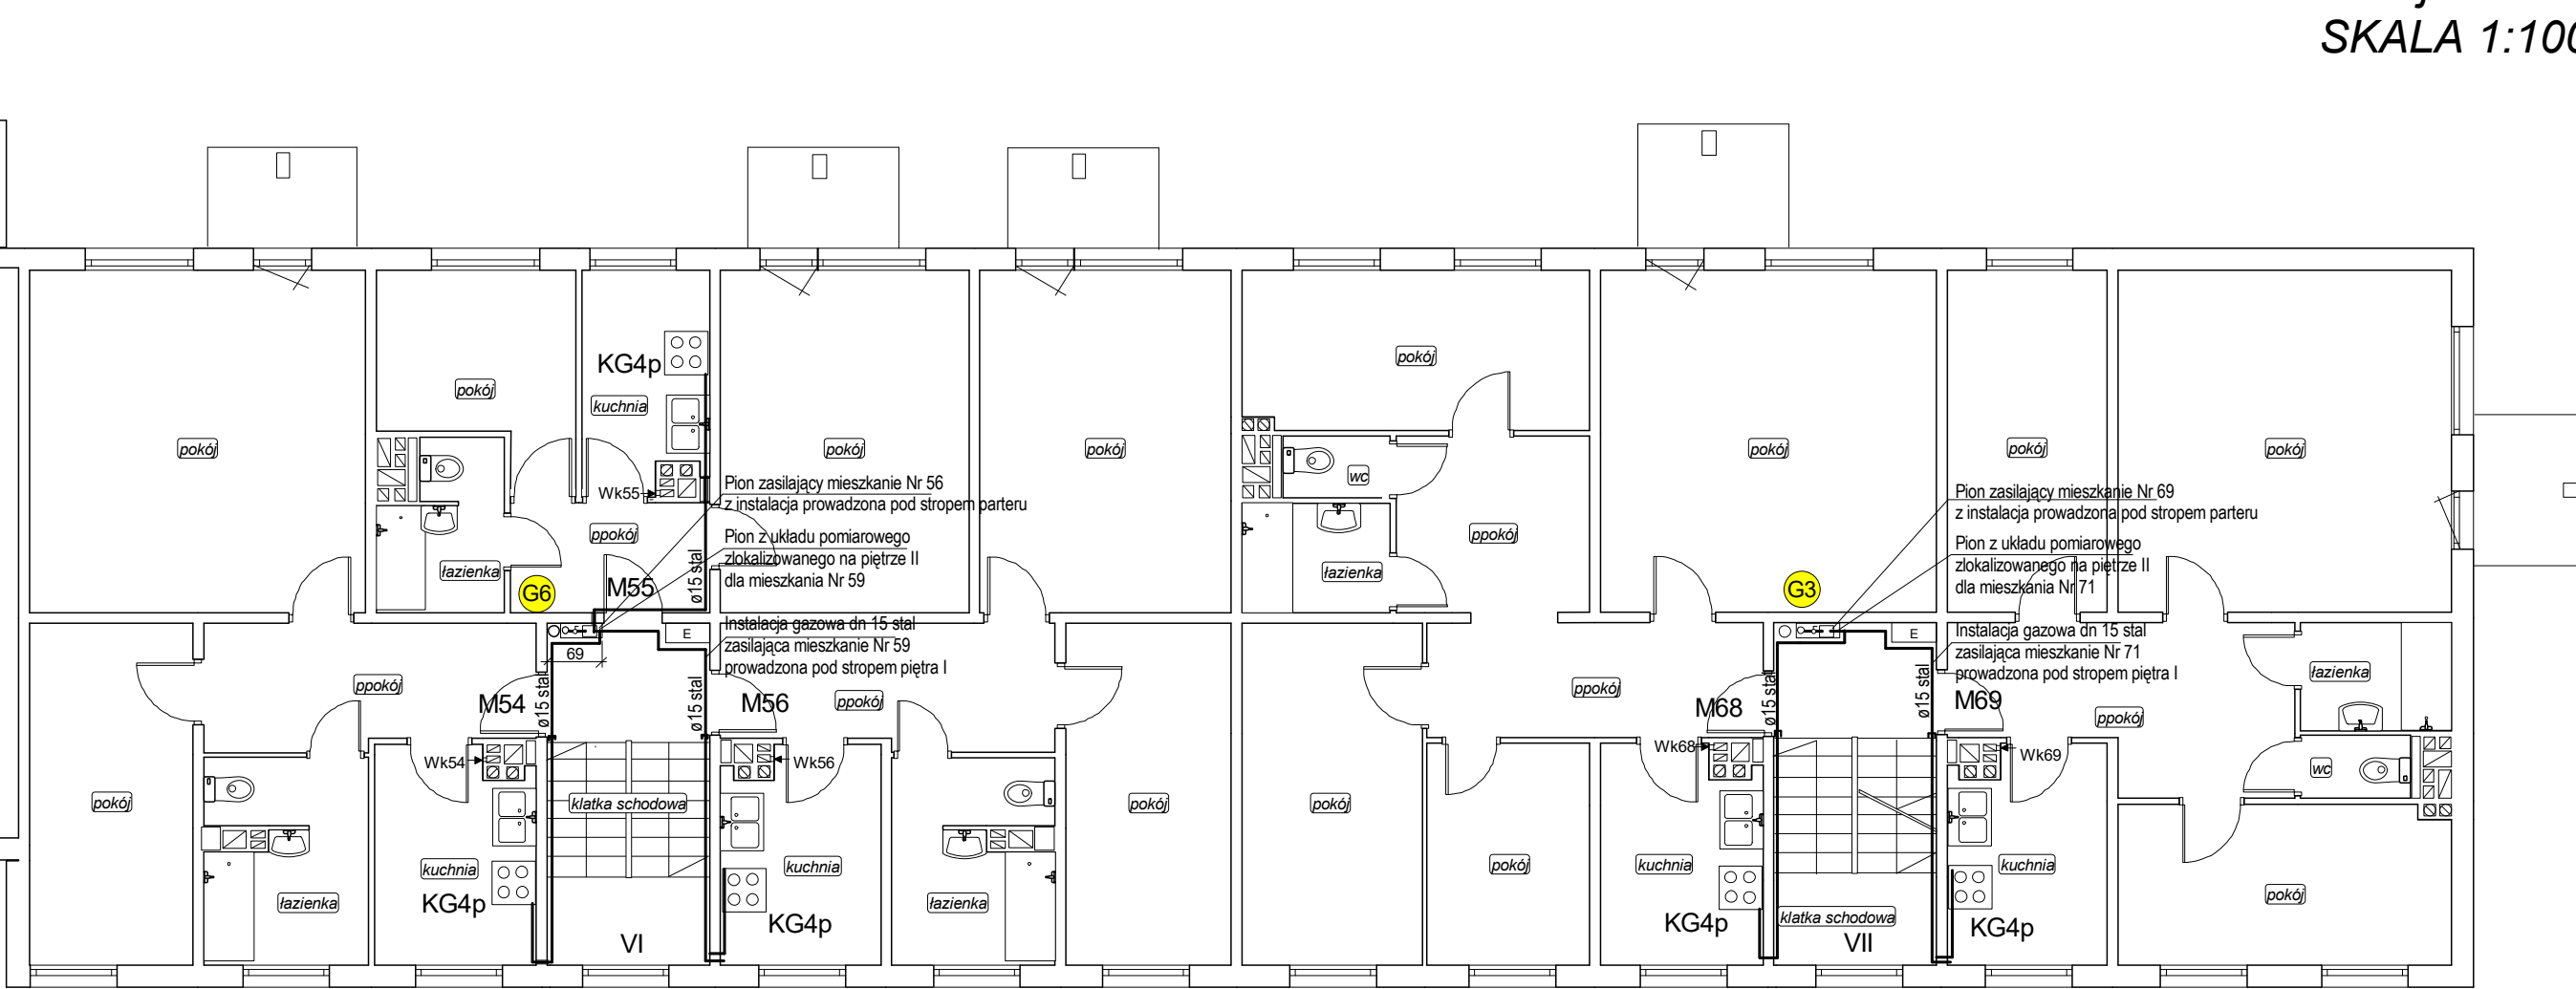 SKALA 1:100
pokój
pokój
KG4p
kuchnia
pokój
pokój
pokój
pokój
pokój
pokój
Wk55
ppokój
łazienka
G6
M55
ø15 stal
Pion zasilający mieszkanie Nr 56
z instalacja prowadzona pod stropem parteru
Pion z układu pomiarowego
zlokalizowanego na piętrze II
dla mieszkania Nr 59
Instalacja gazowa dn 15 stal
zasilająca mieszkanie Nr 59
prowadzona pod stropem piętra I
wc
łazienka
ppokój
G3
Pion zasilający mieszkanie Nr 69
z instalacja prowadzona pod stropem parteru
Pion z układu pomiarowego
zlokalizowanego na piętrze II
dla mieszkania Nr 71
Instalacja gazowa dn 15 stal
zasilająca mieszkanie Nr 71
prowadzona pod stropem piętra I
E
69
E
ppokój
M54
ø15 stal
ø15 stal
M56
ppokój
ppokój
M68
ø15 stal
ø15 stal
M69
ppokój
łazienka
Wk54
Wk56
Wk68
Wk69
wc
pokój
klatka schodowa
pokój
pokój
kuchnia
KG4p
łazienka
VI
kuchnia
KG4p
łazienka
pokój
kuchnia
KG4p
klatka schodowa
VII
kuchnia
KG4p
pokój